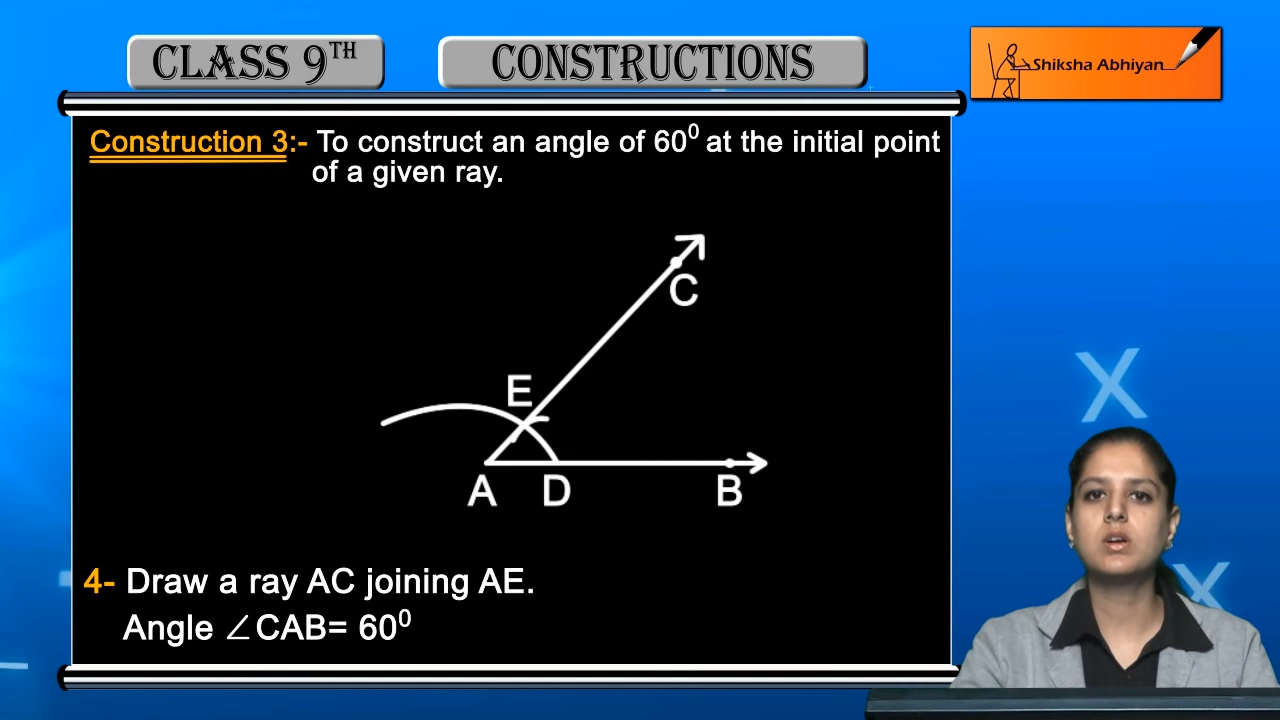 CLASS 9TH
CONSTRUCTIONS
Shiksha Abhiyan
Construction 3:- To construct an angle of 60⁰ at the initial point
of a given ray.
C
E
A D B
X
X
4- Draw a ray AC joining AE.
Angle ∠CAB= 60⁰